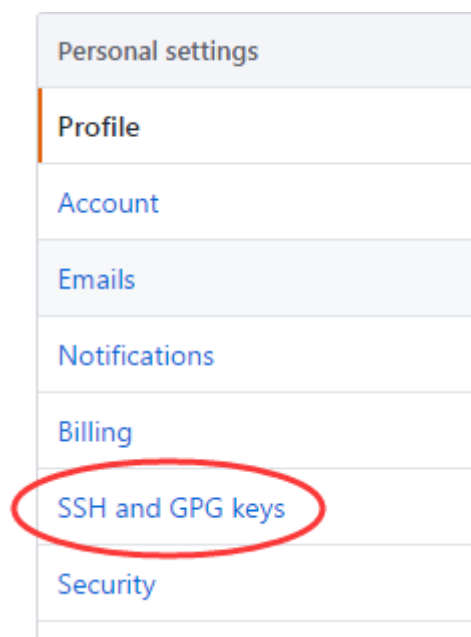 Personal settings
Profile
Account
Emails
Notifications
Billing
SSH and GPG keys
Security